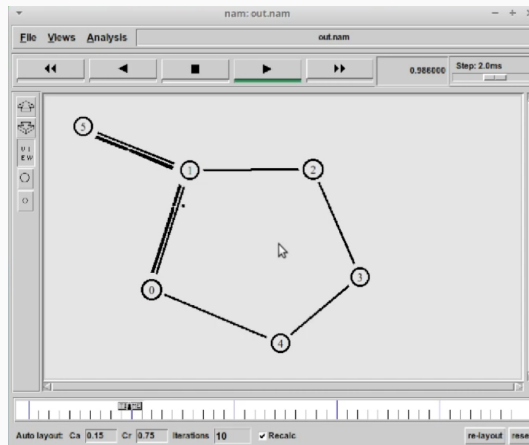 nam: out.nam
File Views Analysis out.nam
0.986000 Step: 2.0ms
5
1 2
3
0
4
Auto layout: Ca 0.15 Cr 0.75 Iterations 10 Recalc re-layout rese